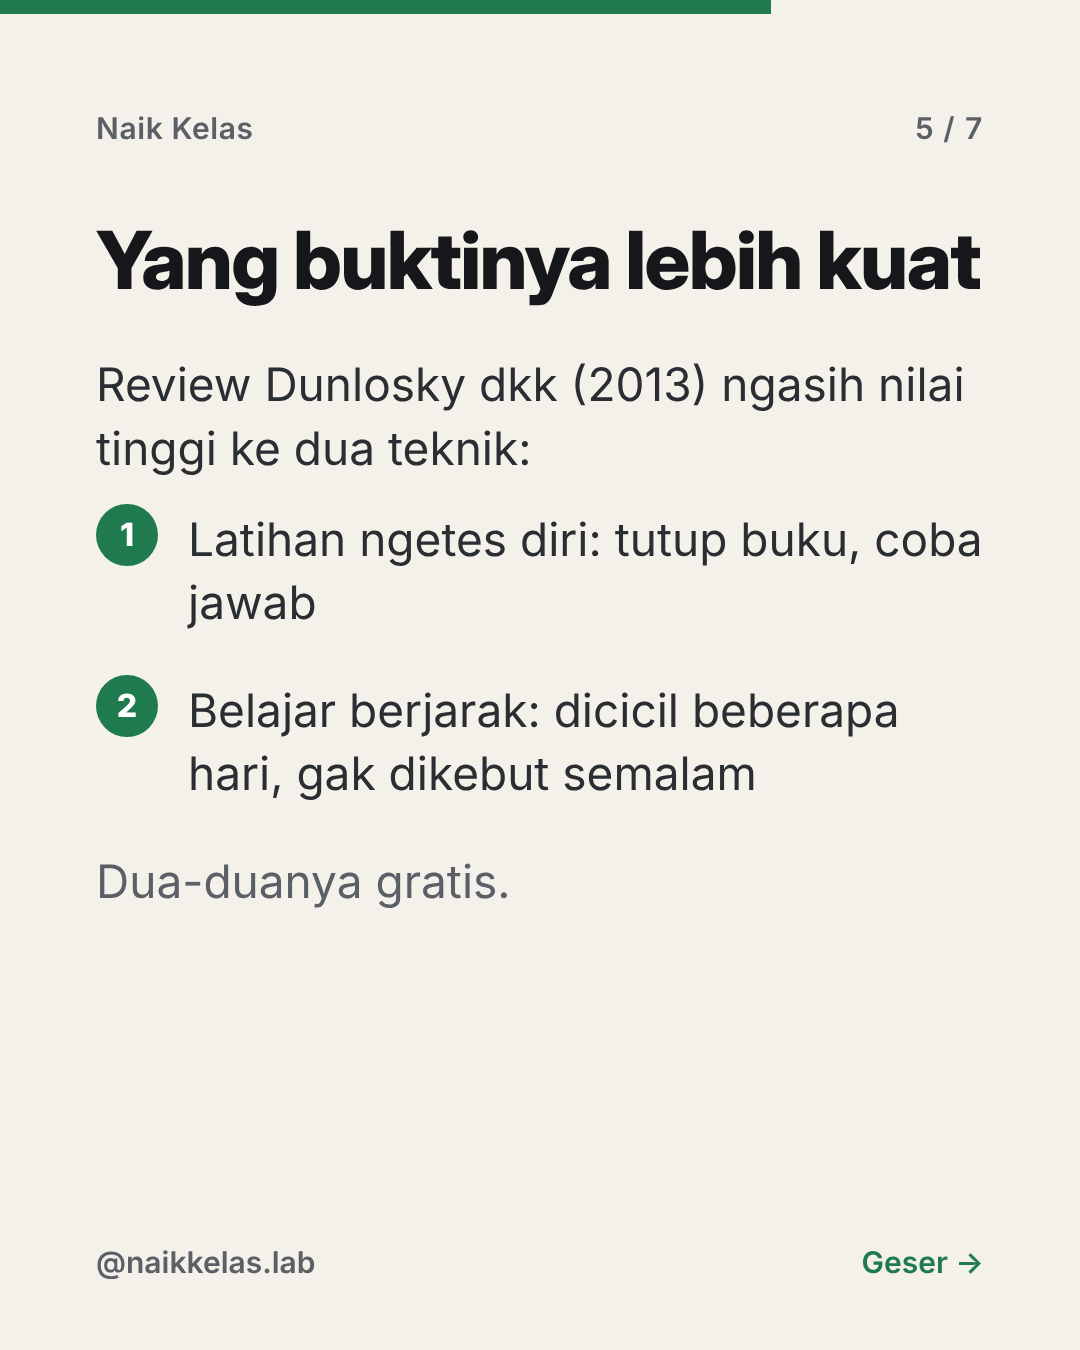 Naik Kelas
5 / 7
Yang buktinya lebih kuat
Review Dunlosky dkk (2013) ngasih nilai
tinggi ke dua teknik:
1 Latihan ngetes diri: tutup buku, coba
jawab
2 Belajar berjarak: dicicil beberapa
hari, gak dikebut semalam
Dua-duanya gratis.
@naikkelas.lab
Geser →